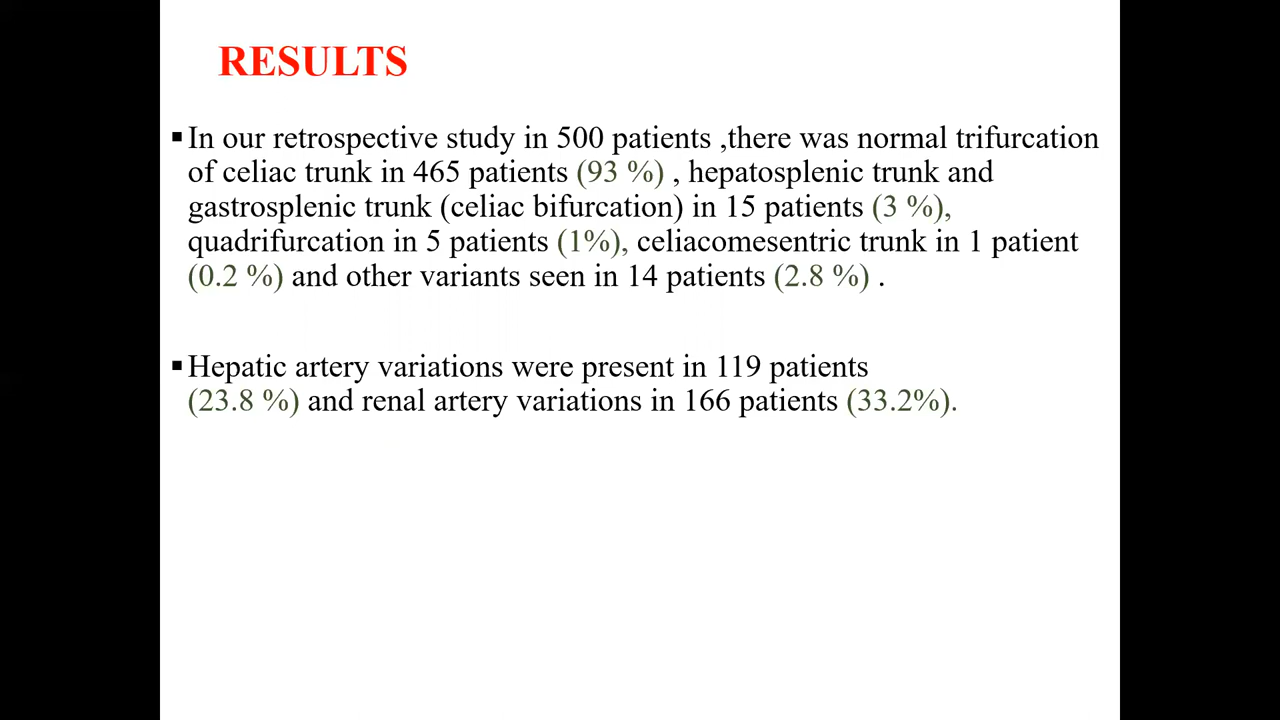 RESULTS
▪In our retrospective study in 500 patients ,there was normal trifurcation
of celiac trunk in 465 patients (93 %) , hepatosplenic trunk and
gastrosplenic trunk (celiac bifurcation) in 15 patients (3 %),
quadrifurcation in 5 patients (1%), celiacomesentric trunk in 1 patient
(0.2 %) and other variants seen in 14 patients (2.8 %) .
▪Hepatic artery variations were present in 119 patients
(23.8 %) and renal artery variations in 166 patients (33.2%).